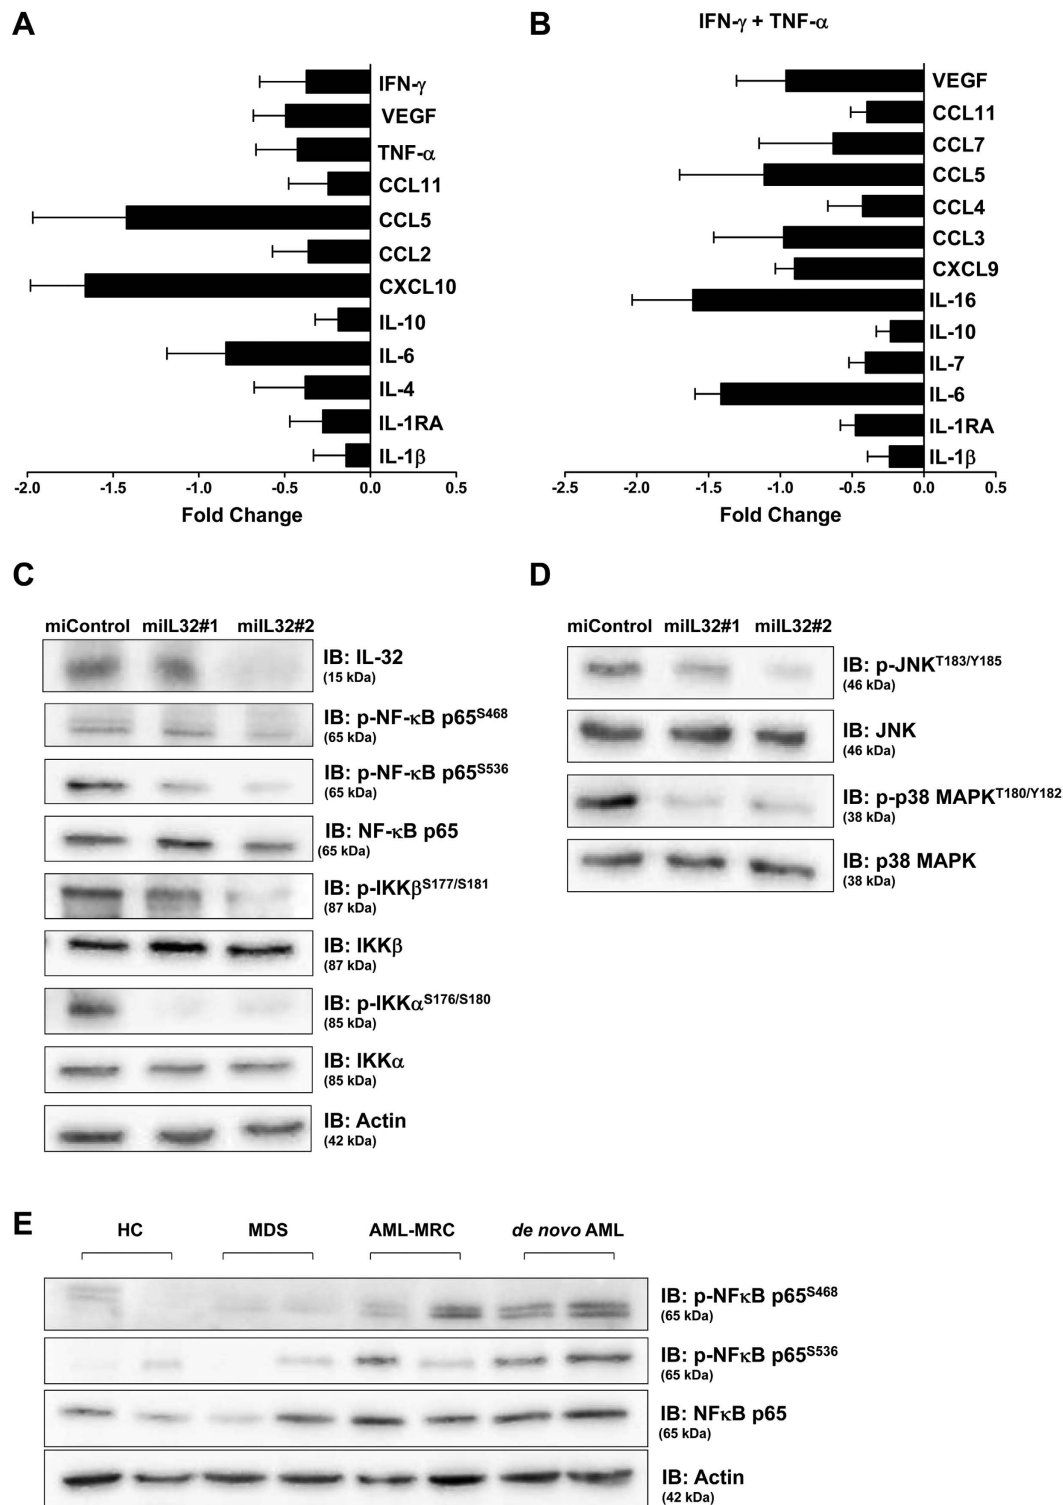 A
IFN-γ
VEGF
TNF-α
CCL11
CCL5
CCL2
CXCL10
IL-10
IL-6
IL-4
IL-1RA
IL-1β
-2.0 -1.5 -1.0 -0.5 0.0 0.5
Fold Change
B
IFN-γ + TNF-α
VEGF
CCL11
CCL7
CCL5
CCL4
CCL3
CXCL9
IL-16
IL-10
IL-7
IL-6
IL-1RA
IL-1β
-2.5 -2.0 -1.5 -1.0 -0.5 0.0 0.5
Fold Change
C
miControl miIL32#1 miIL32#2
IB: IL-32
(15 kDa)
IB: p-NF-κB p65S468
(65 kDa)
IB: p-NF-κB p65S536
(65 kDa)
IB: NF-κB p65
(65 kDa)
IB: p-IKKβS177/S181
(87 kDa)
IB: IKKβ
(87 kDa)
IB: p-IKKαS176/S180
(85 kDa)
IB: IKKα
(85 kDa)
IB: Actin
(42 kDa)
D
miControl miIL32#1 miIL32#2
IB: p-JNKT183/Y185
(46 kDa)
IB: JNK
(46 kDa)
IB: p-p38 MAPKT180/Y182
(38 kDa)
IB: p38 MAPK
(38 kDa)
E
HC MDS AML-MRC de novo AML
IB: p-NFκB p65S468
(65 kDa)
IB: p-NFκB p65S536
(65 kDa)
IB: NFκB p65
(65 kDa)
IB: Actin
(42 kDa)